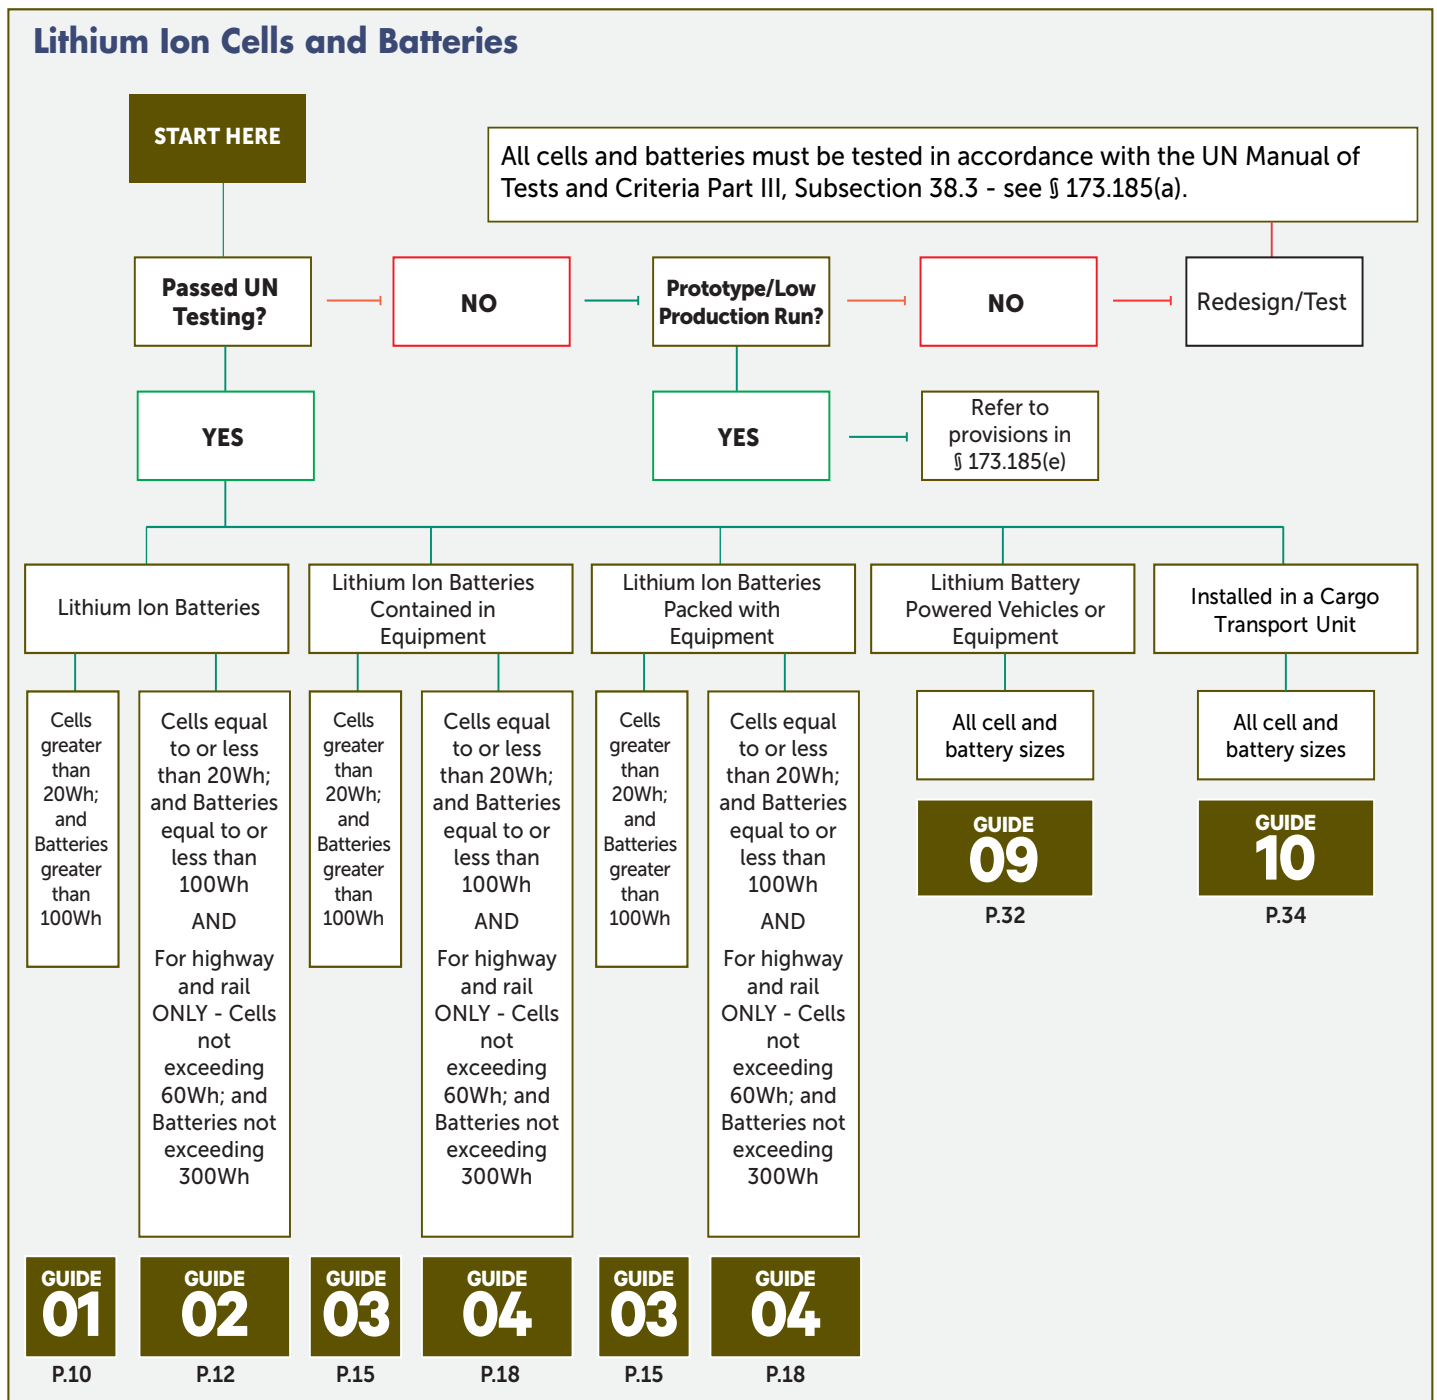 Lithium Ion Cells and Batteries
START HERE
All cells and batteries must be tested in accordance with the UN Manual of
Tests and Criteria Part III, Subsection 38.3 - see § 173.185(a).
Passed UN
Testing?
NO
Prototype/Low
Production Run?
NO
Redesign/Test
YES
YES
Refer to
provisions in
§ 173.185(e)
Lithium Ion Batteries
Lithium Ion Batteries
Contained in
Equipment
Lithium Ion Batteries
Packed with
Equipment
Lithium Battery
Powered Vehicles or
Equipment
Installed in a Cargo
Transport Unit
Cells
greater
than
20Wh;
and
Batteries
greater
than
100Wh
Cells equal
to or less
than 20Wh;
and Batteries
equal to or
less than
100Wh
AND
For highway
and rail
ONLY - Cells
not
exceeding
60Wh; and
Batteries not
exceeding
300Wh
Cells
greater
than
20Wh;
and
Batteries
greater
than
100Wh
Cells equal
to or less
than 20Wh;
and Batteries
equal to or
less than
100Wh
AND
For highway
and rail
ONLY - Cells
not
exceeding
60Wh; and
Batteries not
exceeding
300Wh
Cells
greater
than
20Wh;
and
Batteries
greater
than
100Wh
Cells equal
to or less
than 20Wh;
and Batteries
equal to or
less than
100Wh
AND
For highway
and rail
ONLY - Cells
not
exceeding
60Wh; and
Batteries not
exceeding
300Wh
All cell and
battery sizes
GUIDE
09
P.32
All cell and
battery sizes
GUIDE
10
P.34
GUIDE
01
P.10
GUIDE
02
P.12
GUIDE
03
P.15
GUIDE
04
P.18
GUIDE
03
P.15
GUIDE
04
P.18